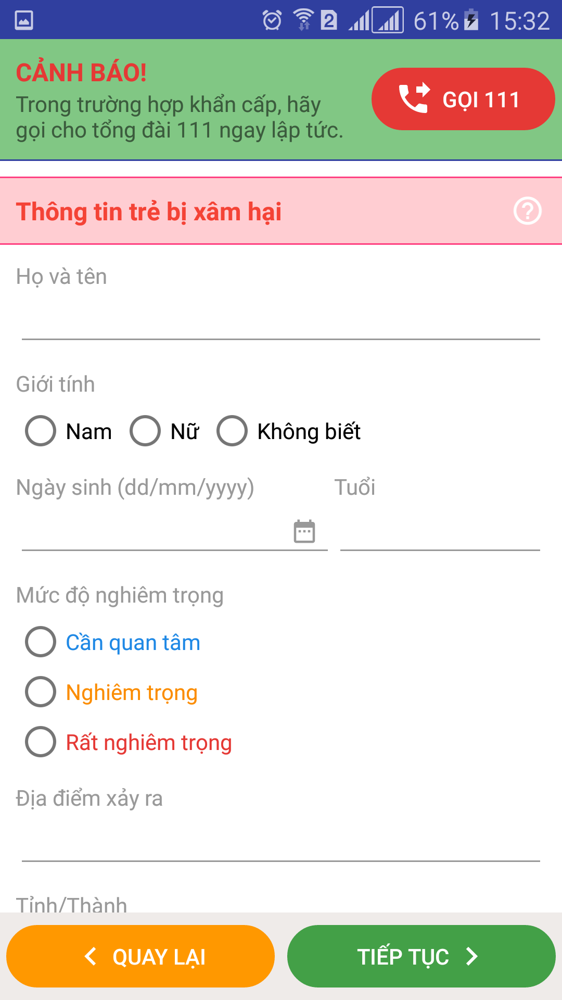 2 61% 15:32
CẢNH BÁO!
Trong trường hợp khẩn cấp, hãy
gọi cho tổng đài 111 ngay lập tức.
GỌI 111
Thông tin trẻ bị xâm hại
Họ và tên
Giới tính
Nam Nữ Không biết
Ngày sinh (dd/mm/yyyy) Tuổi
Mức độ nghiêm trọng
Cần quan tâm
Nghiêm trọng
Rất nghiêm trọng
Địa điểm xảy ra
Tỉnh/Thành
QUAY LẠI TIẾP TỤC